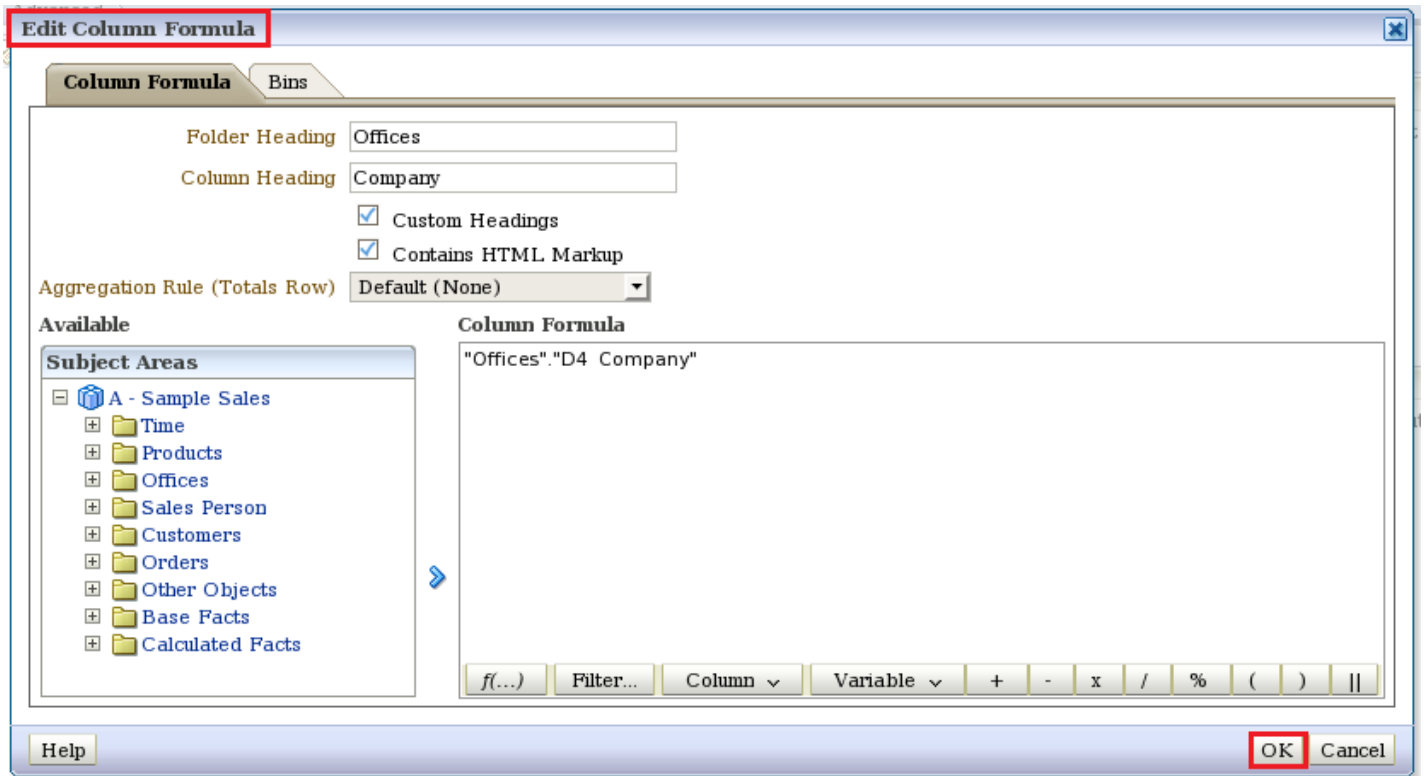 Edit Column Formula
Column Formula Bins
Folder Heading Offices
Column Heading Company
Custom Headings
Contains HTML Markup
Aggregation Rule (Totals Row) Default (None)
Available
Subject Areas
A - Sample Sales
Time
Products
Offices
Sales Person
Customers
Orders
Other Objects
Base Facts
Calculated Facts
Column Formula
"Offices"."D4 Company"
f(...) Filter... Column Variable + - x / % ( ) ||
Help OK Cancel